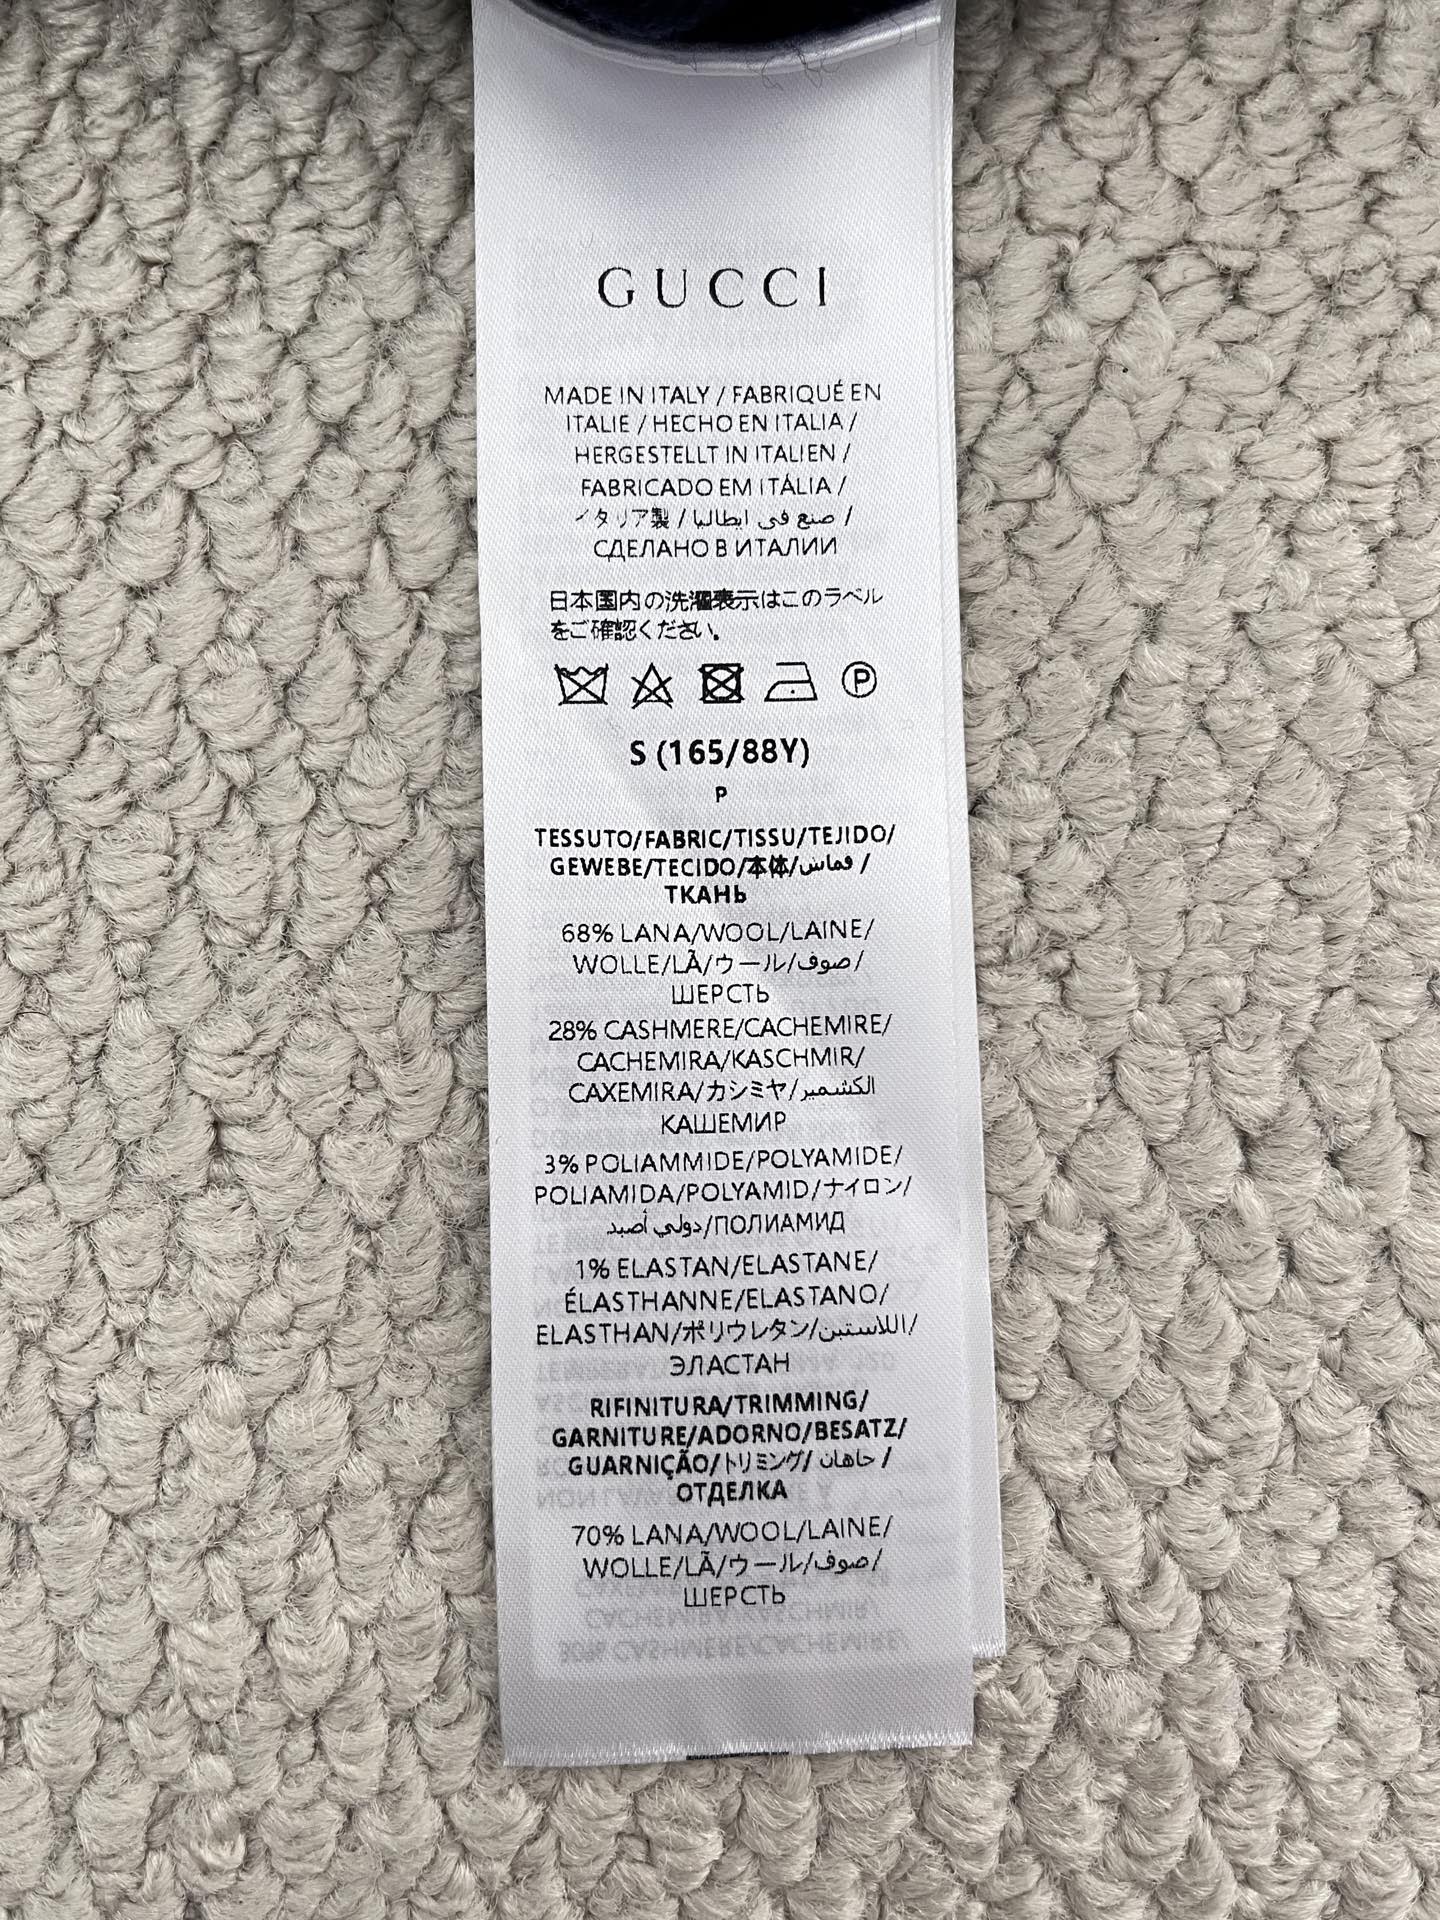 GUCCI
MADE IN ITALY / FABRIQUÉ EN
ITALIE / HECHO EN ITALIA /
HERGESTELLT IN ITALIEN /
FABRICADO EM ITÁLIA /
イタリア製 / صنع في ايطاليا /
СДЕЛАНО В ИТАЛИИ
日本国内の洗濯表示はこのラベル
をご確認ください。
P
S (165/88Y)
P
TESSUTO/FABRIC/TISSU/TEJIDO/
GEWEBE/TECIDO/本体/قماش /
ТКАНЬ
68% LANA/WOOL/LAINE/
WOLLE/LÃ/ウール/صوف/
ШЕРСТЬ
28% CASHMERE/CACHEMIRE/
CACHEMIRA/KASCHMIR/
CAXEMIRA/カシミヤ/الكشمير
КАШЕМИР
3% POLIAMMIDE/POLYAMIDE/
POLIAMIDA/POLYAMID/ナイロン/
دولي أصيد/ПОЛИАМИД
1% ELASTAN/ELASTANE/
ÉLASTHANNE/ELASTANO/
ELASTHAN/ポリウレタン/اللاستين/
ЭЛАСТАН
RIFINITURA/TRIMMING/
GARNITURE/ADORNO/BESATZ/
GUARNIÇÃO/トリミング/ حاهان /
ОТДЕЛКА
70% LANA/WOOL/LAINE/
WOLLE/LÃ/ウール/صوف/
ШЕРСТЬ